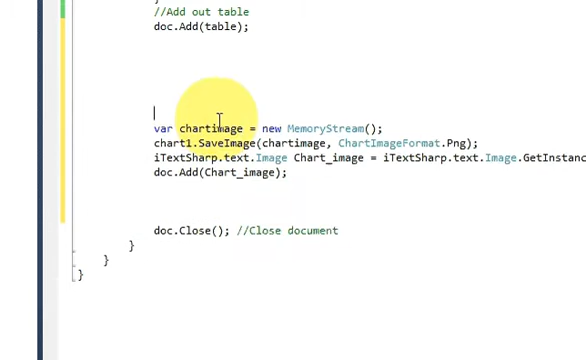 }
//Add out table
doc.Add(table);
var chartimage = new MemoryStream();
chart1.SaveImage(chartimage, ChartImageFormat.Png);
iTextSharp.text.Image Chart_image = iTextSharp.text.Image.GetInstanc
doc.Add(Chart_image);
doc.Close(); //Close document
}
}
}